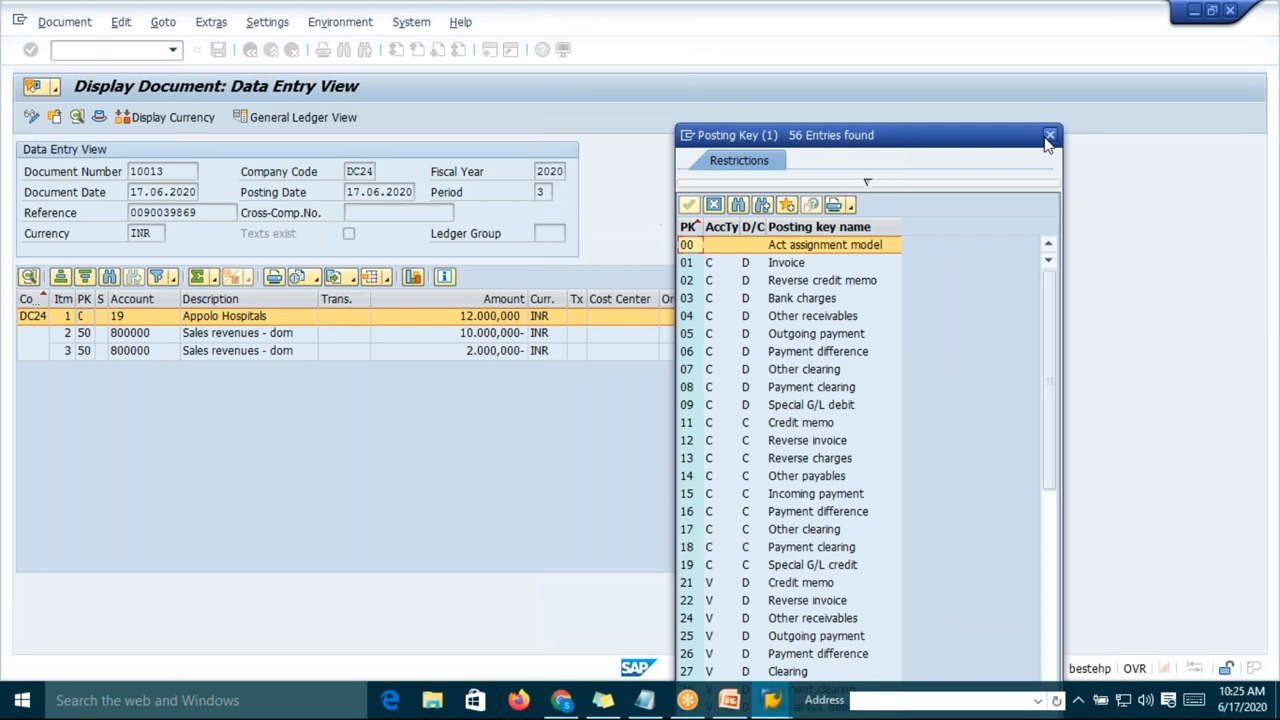 Document Edit Goto Extras Settings Environment System Help
Display Document: Data Entry View
Display Currency General Ledger View
Data Entry View
Document Number 10013 Company Code DC24 Fiscal Year 2020
Document Date 17.06.2020 Posting Date 17.06.2020 Period 3
Reference 0090039869 Cross-Comp.No.
Currency INR Texts exist Ledger Group
Co... Itm PK S Account Description Trans. Amount Curr. Tx Cost Center Or
DC24 1 0 19 Appolo Hospitals 12.000,000 INR
2 50 800000 Sales revenues - dom 10.000,000- INR
3 50 800000 Sales revenues - dom 2.000,000- INR
Posting Key (1) 56 Entries found
Restrictions
PK AccTy D/C Posting key name
00 Act assignment model
01 C D Invoice
02 C D Reverse credit memo
03 C D Bank charges
04 C D Other receivables
05 C D Outgoing payment
06 C D Payment difference
07 C D Other clearing
08 C D Payment clearing
09 C D Special G/L debit
11 C C Credit memo
12 C C Reverse invoice
13 C C Reverse charges
14 C C Other payables
15 C C Incoming payment
16 C C Payment difference
17 C C Other clearing
18 C C Payment clearing
19 C C Special G/L credit
21 V D Credit memo
22 V D Reverse invoice
24 V D Other receivables
25 V D Outgoing payment
26 V D Payment difference
27 V D Clearing
SAP bestehp OVR
Search the web and Windows Address 10:25 AM
6/17/2020